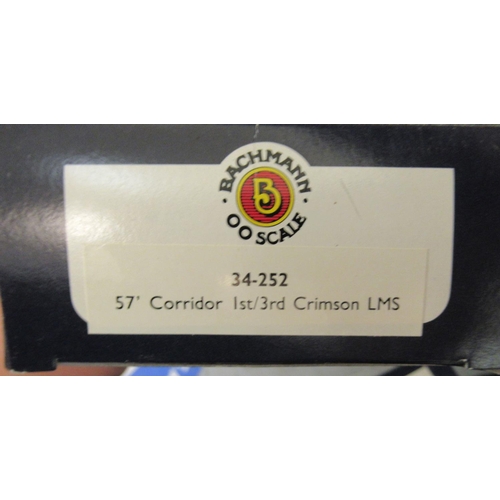 BACHMANN
B
OO SCALE
34-252
57' Corridor 1st/3rd Crimson LMS